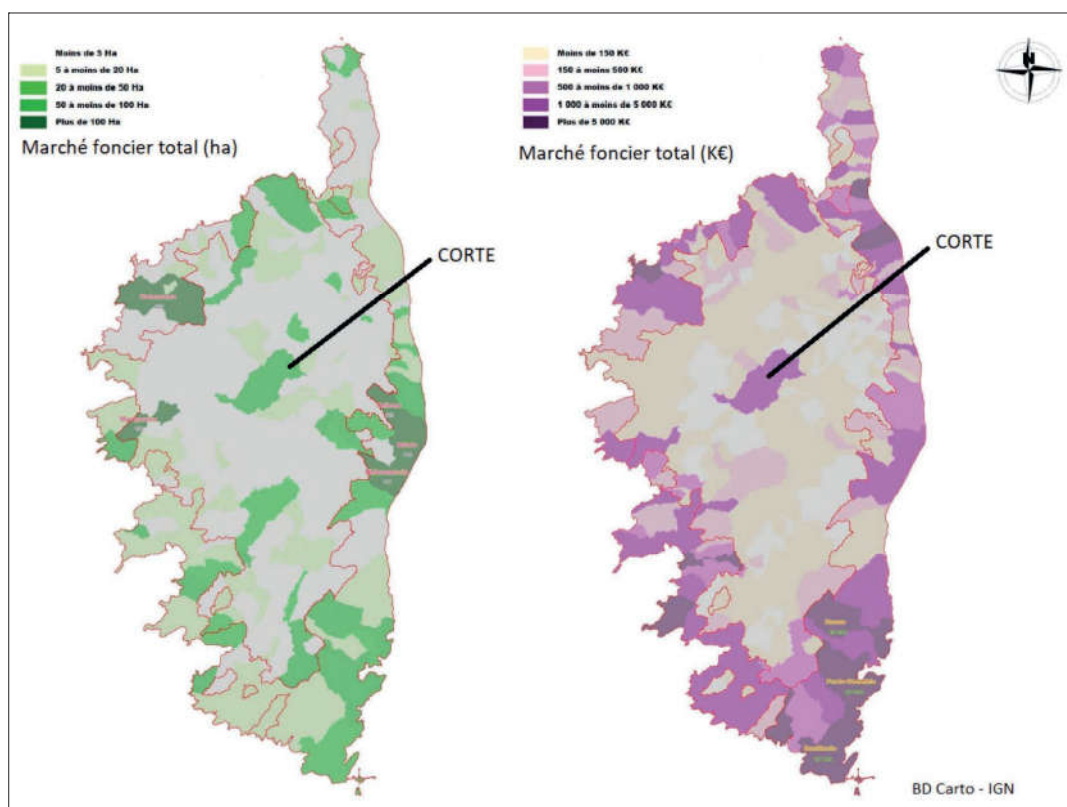 Moins de 5 Ha
5 à moins de 20 Ha
20 à moins de 50 Ha
50 à moins de 100 Ha
Plus de 100 Ha
Marché foncier total (ha)
CORTE
Moins de 150 K€
150 à moins 500 K€
500 à moins de 1 000 K€
1 000 à moins de 5 000 K€
Plus de 5 000 K€
Marché foncier total (K€)
N
CORTE
BD Carto - IGN